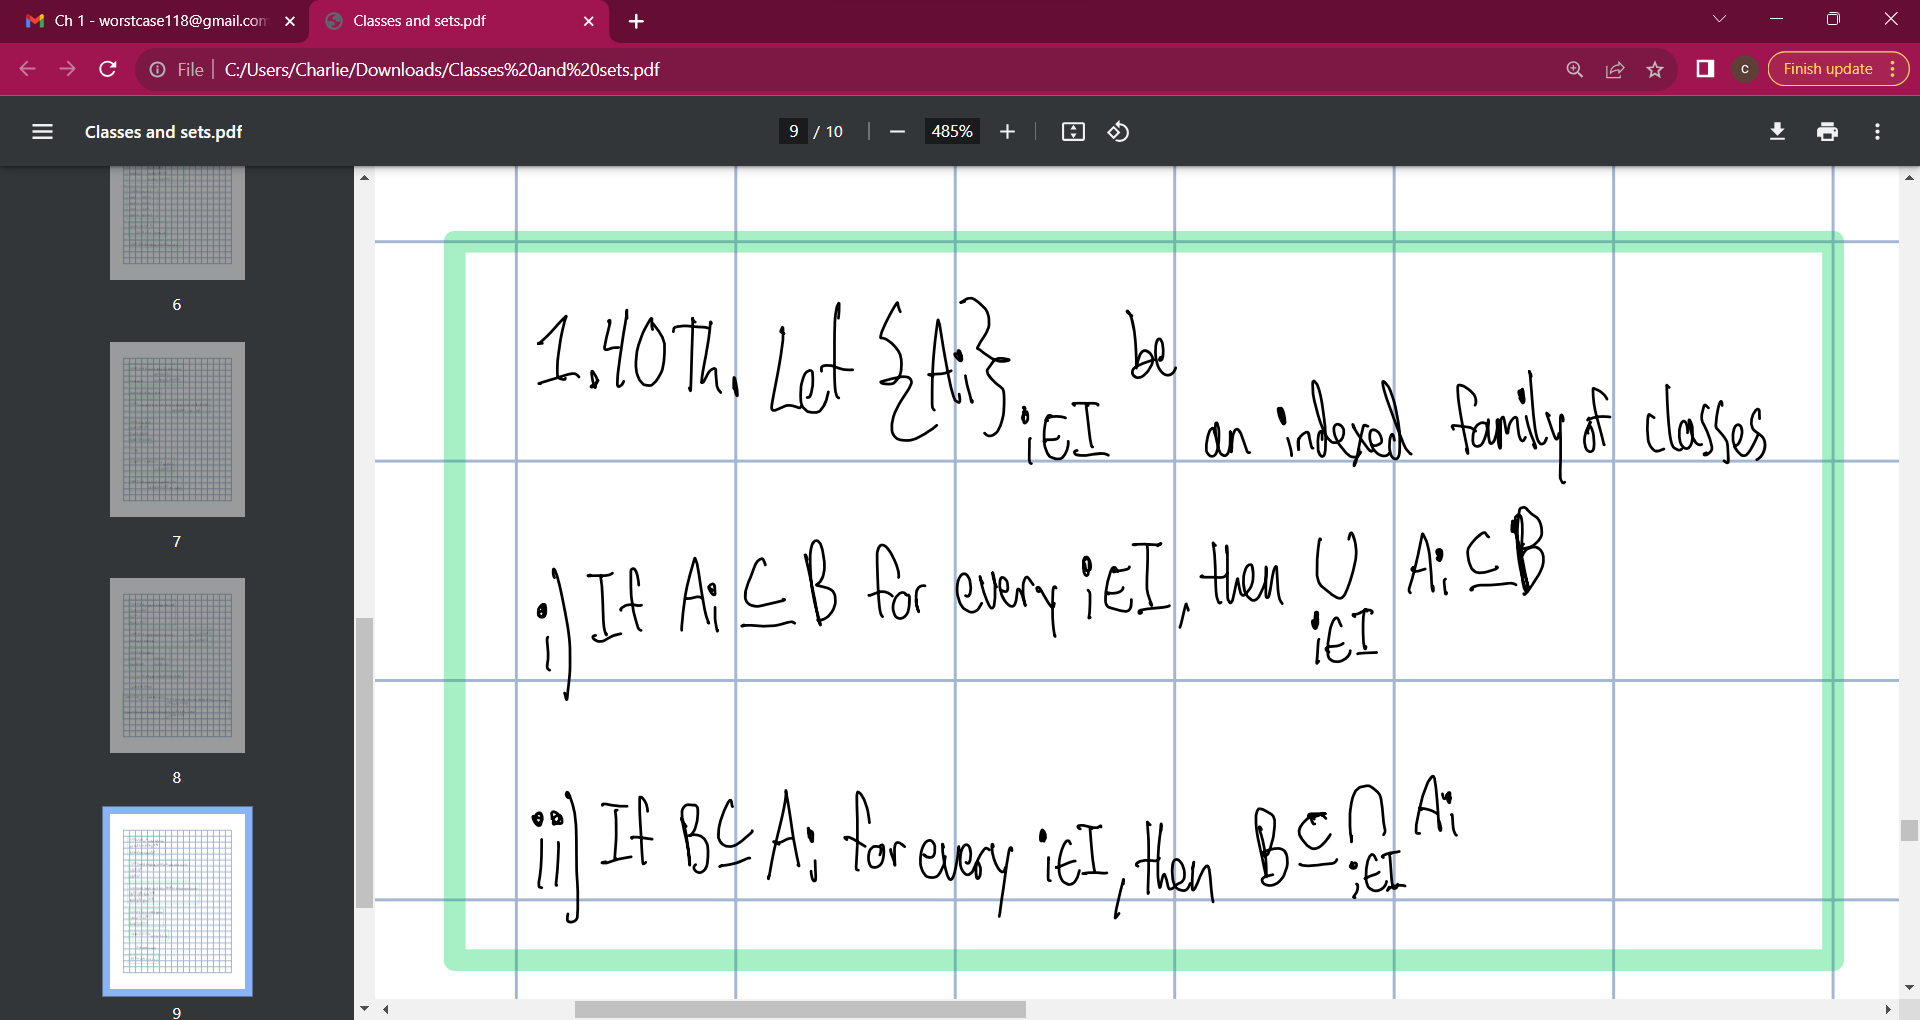 Ch 1 - worstcase118@gmail.com
Classes and sets.pdf
File
C:/Users/Charlie/Downloads/Classes%20and%20sets.pdf
C
Finish update
Classes and sets.pdf
9 / 10
485%
6
7
8
9
1.40 Th. Let {Ai}i∈I be
an indexed family of classes
i) If Ai ⊆ B for every i∈I, then ∪ Ai ⊆ B
i∈I
ii) If B ⊆ Ai for every i∈I, then B ⊆ ∩ Ai
i∈I